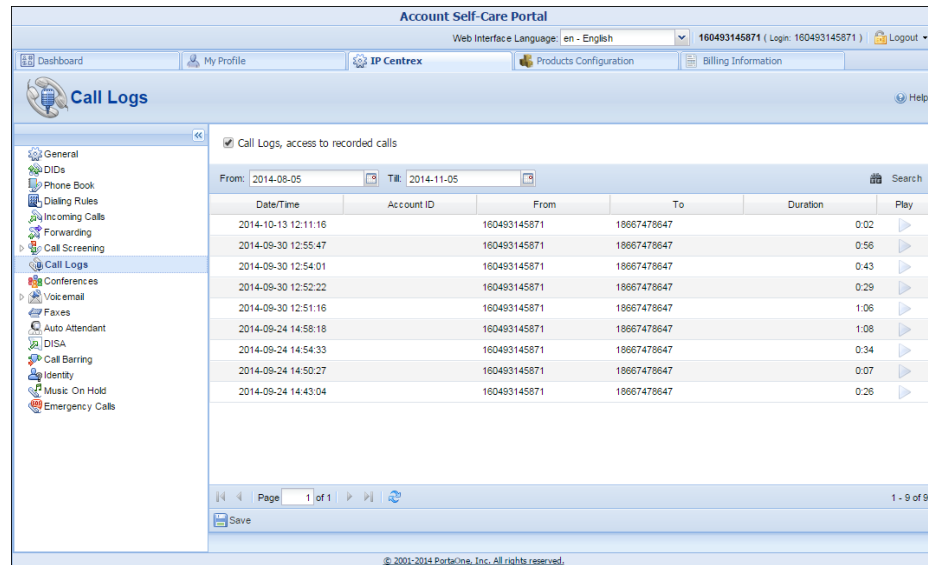 Account Self-Care Portal
Web Interface Language: en - English 160493145871 ( Login: 160493145871 ) Logout
Dashboard My Profile IP Centrex Products Configuration Billing Information
Call Logs Help
General
DIDs
Phone Book
Dialing Rules
Incoming Calls
Forwarding
Call Screening
Call Logs
Conferences
Voicemail
Faxes
Auto Attendant
DISA
Call Barring
Identity
Music On Hold
Emergency Calls
Call Logs, access to recorded calls
From: 2014-08-05 Till: 2014-11-05 Search
Date/Time Account ID From To Duration Play
2014-10-13 12:11:16 160493145871 18667478647 0:02
2014-09-30 12:55:47 160493145871 18667478647 0:56
2014-09-30 12:54:01 160493145871 18667478647 0:43
2014-09-30 12:52:22 160493145871 18667478647 0:29
2014-09-30 12:51:16 160493145871 18667478647 1:06
2014-09-24 14:58:18 160493145871 18667478647 1:08
2014-09-24 14:54:33 160493145871 18667478647 0:34
2014-09-24 14:50:27 160493145871 18667478647 0:07
2014-09-24 14:43:04 160493145871 18667478647 0:26
Page 1 of 1 1 - 9 of 9
Save
© 2001-2014 PortaOne, Inc. All rights reserved.